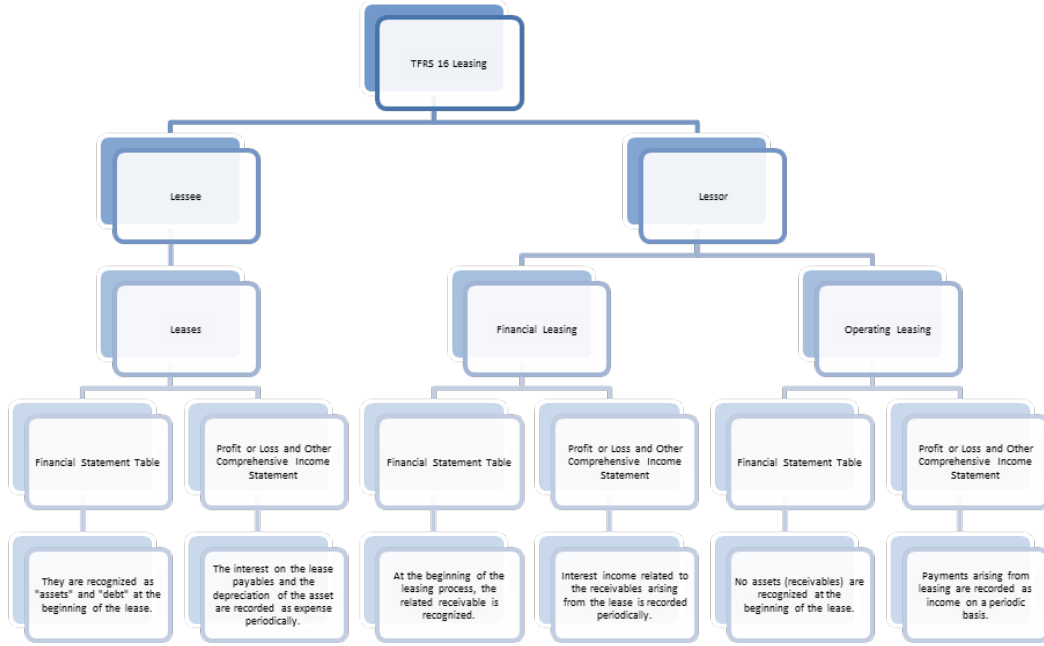 TFRS 16 Leasing
Lessee
Lessor
Leases
Financial Leasing
Operating Leasing
Financial Statement Table
Profit or Loss and Other
Comprehensive Income
Statement
Financial Statement Table
Profit or Loss and Other
Comprehensive Income
Statement
Financial Statement Table
Profit or Loss and Other
Comprehensive Income
Statement
They are recognized as
"assets" and "debt" at the
beginning of the lease.
The interest on the lease
payables and the
depreciation of the asset
are recorded as expense
periodically.
At the beginning of the
leasing process, the
related receivable is
recognized.
Interest income related to
the receivables arising
from the lease is recorded
periodically.
No assets (receivables) are
recognized at the
beginning of the lease.
Payments arising from
leasing are recorded as
income on a periodic
basis.